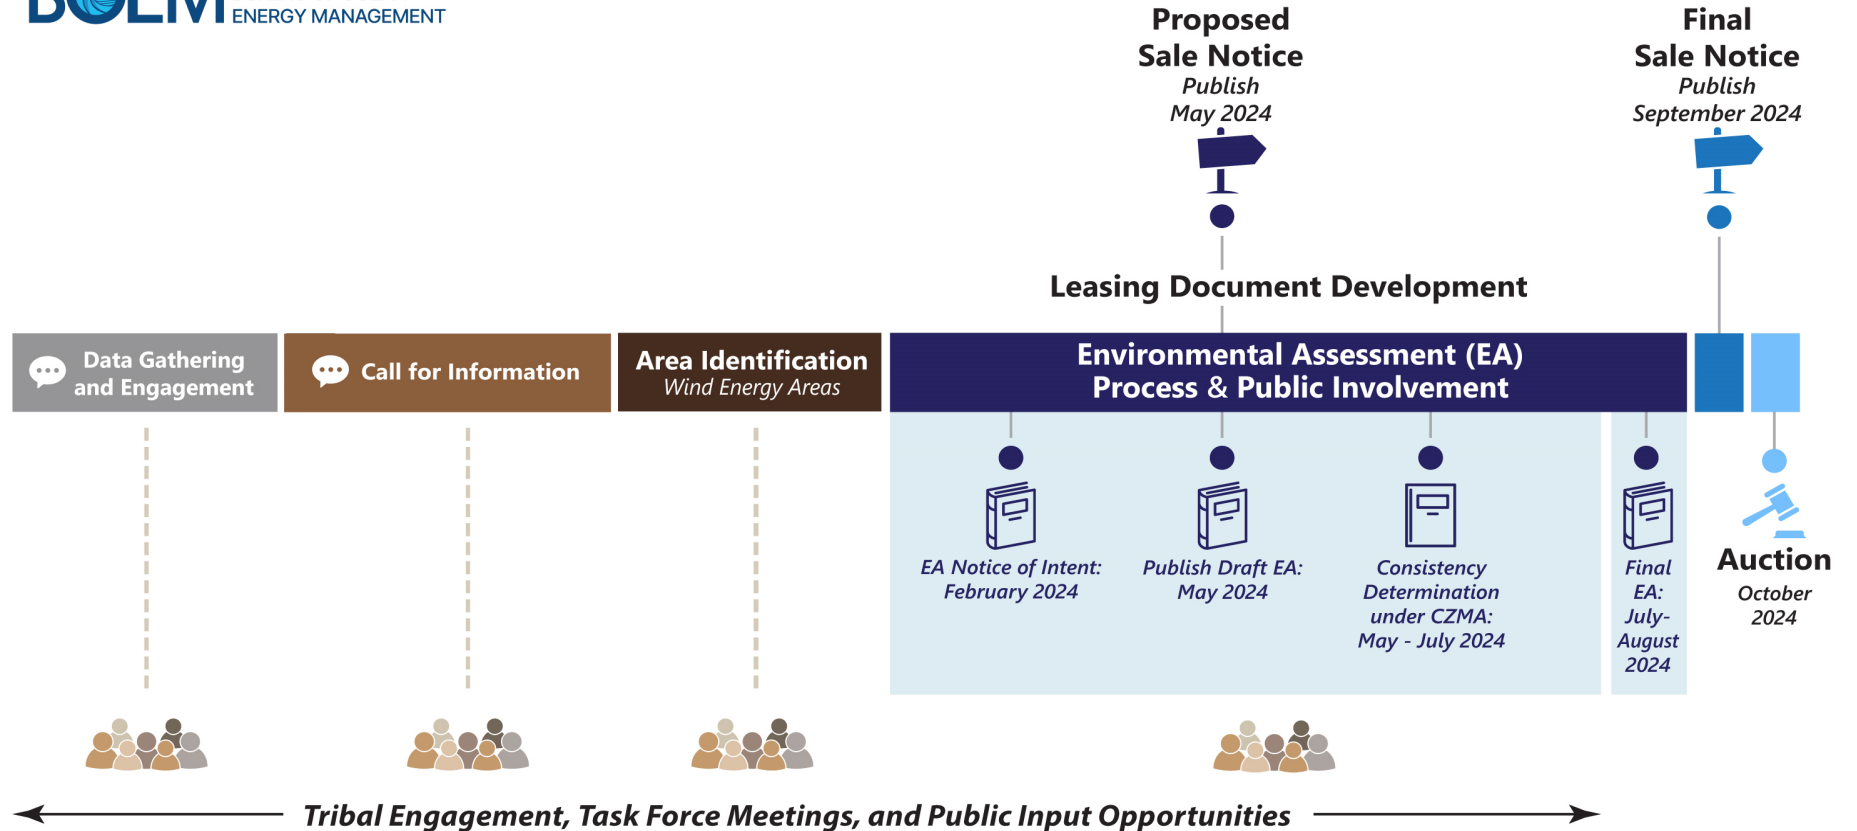 BOEM
ENERGY MANAGEMENT
Proposed
Sale Notice
Publish
May 2024
Final
Sale Notice
Publish
September 2024
Leasing Document Development
Data Gathering
and Engagement
Call for Information
Area Identification
Wind Energy Areas
Environmental Assessment (EA)
Process & Public Involvement
EA Notice of Intent:
February 2024
Publish Draft EA:
May 2024
Consistency
Determination
under CZMA:
May - July 2024
Final
EA:
July-
August
2024
Auction
October
2024
Tribal Engagement, Task Force Meetings, and Public Input Opportunities